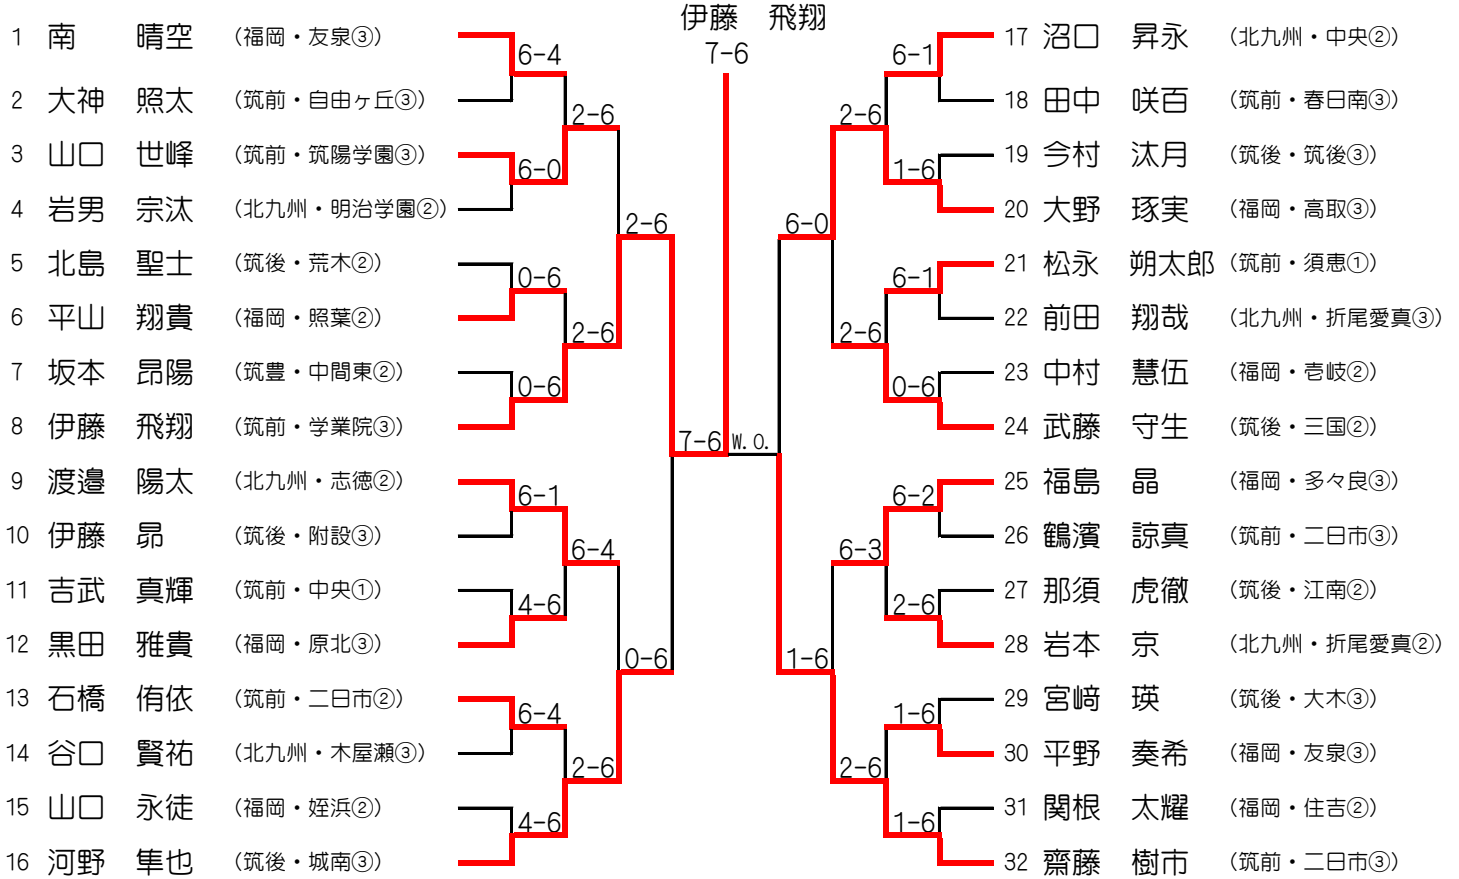 伊藤 飛翔
7-6
1 南 晴空 (福岡・友泉③)
2 大神 照太 (筑前・自由ヶ丘③)
3 山口 世峰 (筑前・筑陽学園③)
4 岩男 宗汰 (北九州・明治学園②)
5 北島 聖士 (筑後・荒木②)
6 平山 翔貴 (福岡・照葉②)
7 坂本 昂陽 (筑豊・中間東②)
8 伊藤 飛翔 (筑前・学業院③)
9 渡邉 陽太 (北九州・志徳②)
10 伊藤 昴 (筑後・附設③)
11 吉武 真輝 (筑前・中央①)
12 黒田 雅貴 (福岡・原北③)
13 石橋 侑依 (筑前・二日市②)
14 谷口 賢祐 (北九州・木屋瀬③)
15 山口 永徒 (福岡・姪浜②)
16 河野 隼也 (筑後・城南③)
6-4
6-0
0-6
0-6
6-1
4-6
6-4
4-6
2-6
2-6
6-4
2-6
2-6
0-6
7-6 W.O.
6-0
1-6
2-6
2-6
6-3
2-6
6-1
1-6
6-1
0-6
6-2
2-6
1-6
1-6
17 沼口 昇永 (北九州・中央②)
18 田中 咲百 (筑前・春日南③)
19 今村 汰月 (筑後・筑後③)
20 大野 琢実 (福岡・高取③)
21 松永 朔太郎 (筑前・須恵①)
22 前田 翔哉 (北九州・折尾愛真③)
23 中村 慧伍 (福岡・壱岐②)
24 武藤 守生 (筑後・三国②)
25 福島 晶 (福岡・多々良③)
26 鶴濱 諒真 (筑前・二日市③)
27 那須 虎徹 (筑後・江南②)
28 岩本 京 (北九州・折尾愛真②)
29 宮﨑 瑛 (筑後・大木③)
30 平野 奏希 (福岡・友泉③)
31 関根 太耀 (福岡・住吉②)
32 齋藤 樹市 (筑前・二日市③)